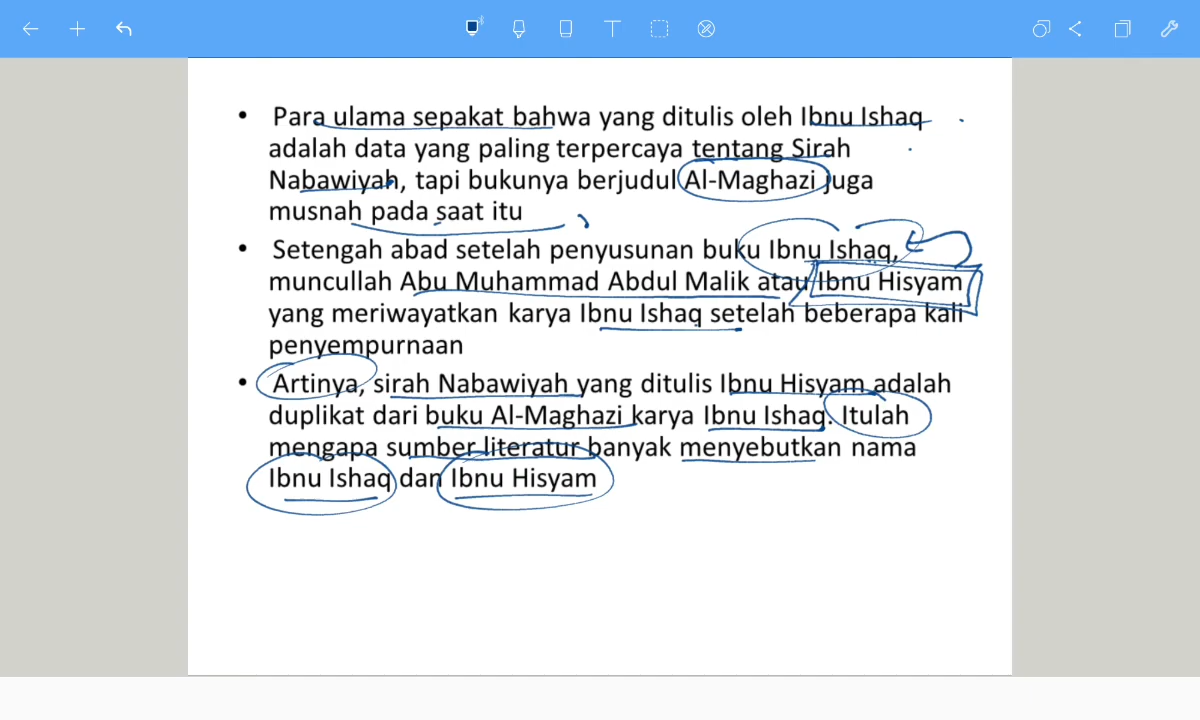 • Para ulama sepakat bahwa yang ditulis oleh Ibnu Ishaq
adalah data yang paling terpercaya tentang Sirah
Nabawiyah, tapi bukunya berjudul Al-Maghazi juga
musnah pada saat itu
• Setengah abad setelah penyusunan buku Ibnu Ishaq,
muncullah Abu Muhammad Abdul Malik atau Ibnu Hisyam
yang meriwayatkan karya Ibnu Ishaq setelah beberapa kali
penyempurnaan
• Artinya, sirah Nabawiyah yang ditulis Ibnu Hisyam adalah
duplikat dari buku Al-Maghazi karya Ibnu Ishaq. Itulah
mengapa sumber literatur banyak menyebutkan nama
Ibnu Ishaq dan Ibnu Hisyam